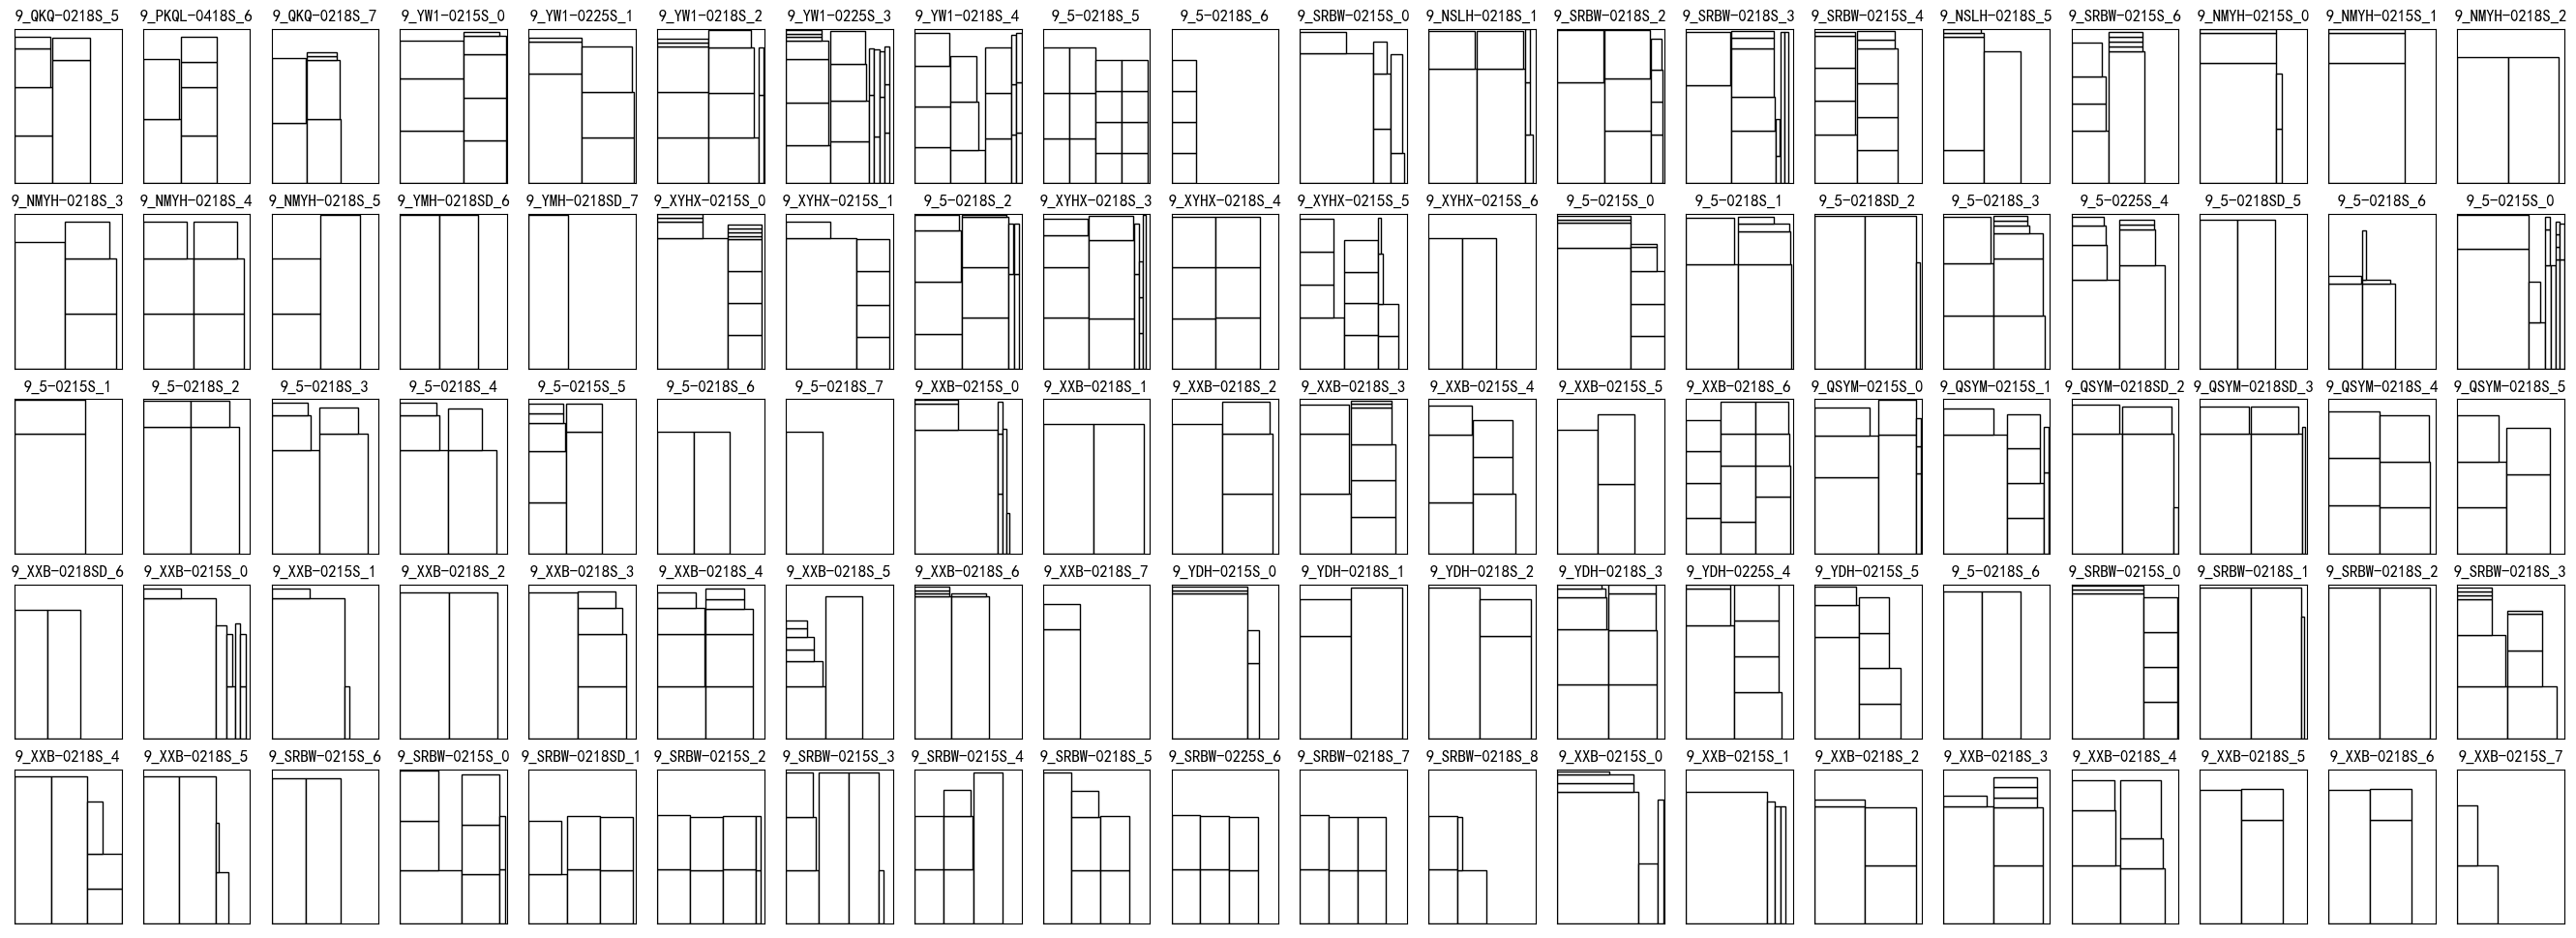 9_QKQ-0218S_5 9_PKQL-0418S_6 9_QKQ-0218S_7 9_YW1-0215S_0 9_YW1-0225S_1 9_YW1-0218S_2 9_YW1-0225S_3 9_YW1-0218S_4 9_5-0218S_5 9_5-0218S_6 9_SRBW-0215S_0 9_NSLH-0218S_1 9_SRBW-0218S_2 9_SRBW-0218S_3 9_SRBW-0215S_4 9_NSLH-0218S_5 9_SRBW-0215S_6 9_NMYH-0215S_0 9_NMYH-0215S_1 9_NMYH-0218S_2
9_NMYH-0218S_3 9_NMYH-0218S_4 9_NMYH-0218S_5 9_YMH-0218SD_6 9_YMH-0218SD_7 9_XYHX-0215S_0 9_XYHX-0215S_1 9_5-0218S_2 9_XYHX-0218S_3 9_XYHX-0218S_4 9_XYHX-0215S_5 9_XYHX-0215S_6 9_5-0215S_0 9_5-0218S_1 9_5-0218SD_2 9_5-0218S_3 9_5-0225S_4 9_5-0218SD_5 9_5-0218S_6 9_5-0215S_0
9_5-0215S_1 9_5-0218S_2 9_5-0218S_3 9_5-0218S_4 9_5-0215S_5 9_5-0218S_6 9_5-0218S_7 9_XXB-0215S_0 9_XXB-0218S_1 9_XXB-0218S_2 9_XXB-0218S_3 9_XXB-0215S_4 9_XXB-0215S_5 9_XXB-0218S_6 9_QSYM-0215S_0 9_QSYM-0215S_1 9_QSYM-0218SD_2 9_QSYM-0218SD_3 9_QSYM-0218S_4 9_QSYM-0218S_5
9_XXB-0218SD_6 9_XXB-0215S_0 9_XXB-0215S_1 9_XXB-0218S_2 9_XXB-0218S_3 9_XXB-0218S_4 9_XXB-0218S_5 9_XXB-0218S_6 9_XXB-0218S_7 9_YDH-0215S_0 9_YDH-0218S_1 9_YDH-0218S_2 9_YDH-0218S_3 9_YDH-0225S_4 9_YDH-0215S_5 9_5-0218S_6 9_SRBW-0215S_0 9_SRBW-0218S_1 9_SRBW-0218S_2 9_SRBW-0218S_3
9_XXB-0218S_4 9_XXB-0218S_5 9_SRBW-0215S_6 9_SRBW-0215S_0 9_SRBW-0218SD_1 9_SRBW-0215S_2 9_SRBW-0215S_3 9_SRBW-0215S_4 9_SRBW-0218S_5 9_SRBW-0225S_6 9_SRBW-0218S_7 9_SRBW-0218S_8 9_XXB-0215S_0 9_XXB-0215S_1 9_XXB-0218S_2 9_XXB-0218S_3 9_XXB-0218S_4 9_XXB-0218S_5 9_XXB-0218S_6 9_XXB-0215S_7